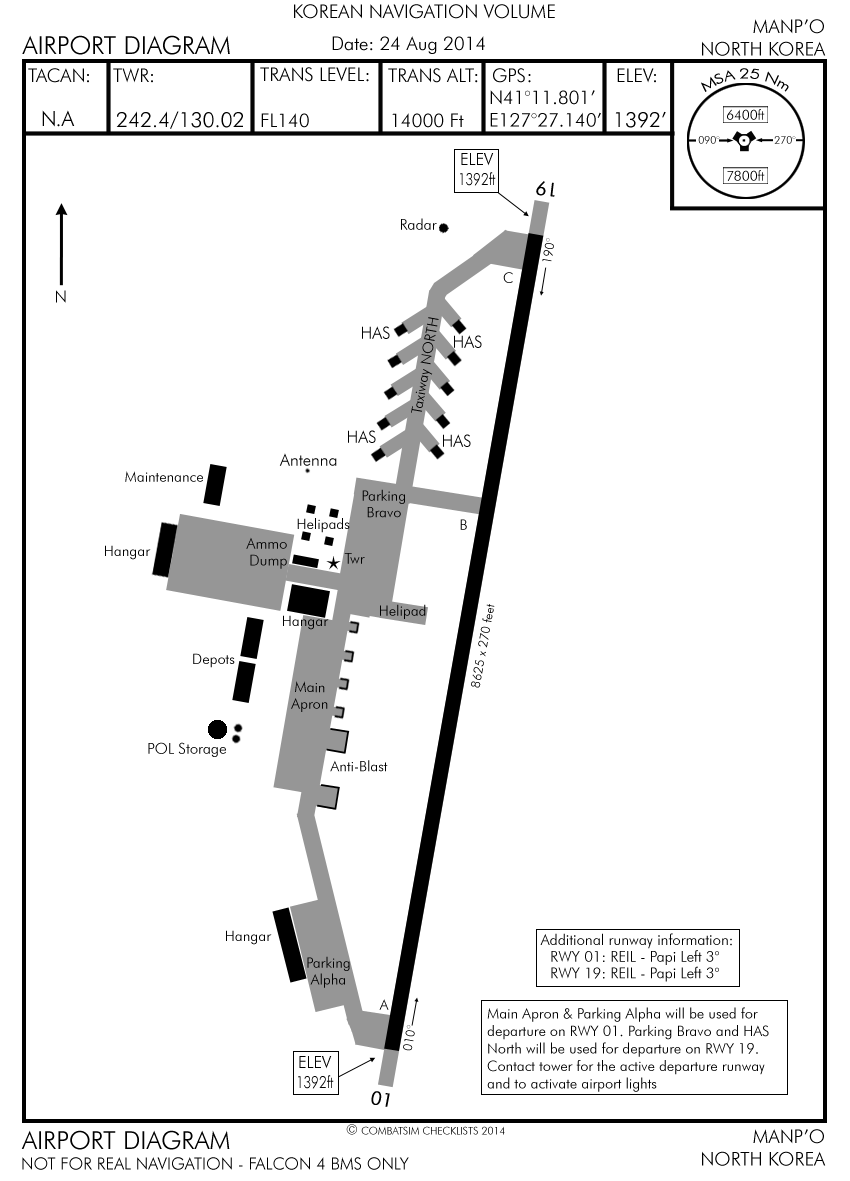 KOREAN NAVIGATION VOLUME
AIRPORT DIAGRAM
Date: 24 Aug 2014
MANP'O
NORTH KOREA
TACAN:
N.A
TWR:
242.4/130.02
TRANS LEVEL:
FL140
TRANS ALT:
14000 Ft
GPS:
N41°11.801'
E127°27.140'
ELEV:
1392'
MSA 25 Nm
6400ft
090°
270°
7800ft
ELEV
1392ft
19
190°
Radar
N
C
HAS
HAS
Taxiway NORTH
HAS
HAS
Antenna
Maintenance
Parking
Bravo
B
Helipads
Hangar
Ammo
Dump
Twr
Helipad
Hangar
8625 x 270 feet
Depots
Main
Apron
POL Storage
Anti-Blast
Hangar
Parking
Alpha
A
010°
ELEV
1392ft
01
Additional runway information:
RWY 01: REIL - Papi Left 3°
RWY 19: REIL - Papi Left 3°
Main Apron & Parking Alpha will be used for
departure on RWY 01. Parking Bravo and HAS
North will be used for departure on RWY 19.
Contact tower for the active departure runway
and to activate airport lights
© COMBATSIM CHECKLISTS 2014
AIRPORT DIAGRAM
NOT FOR REAL NAVIGATION - FALCON 4 BMS ONLY
MANP'O
NORTH KOREA